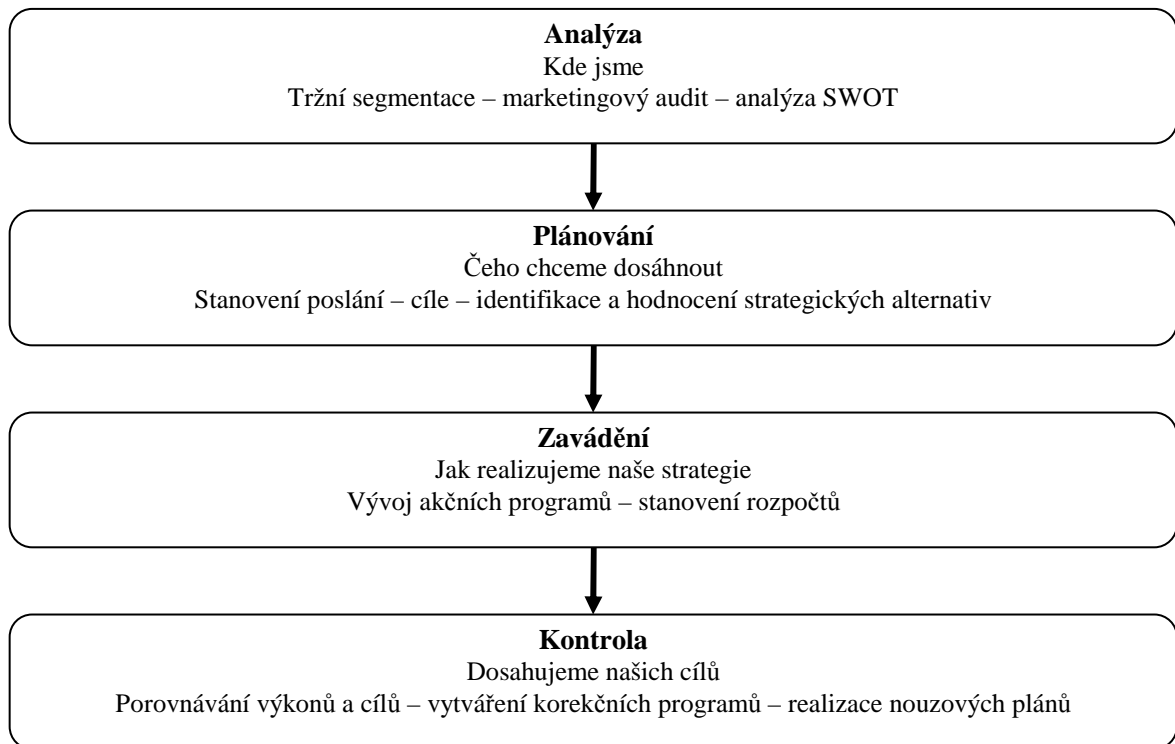 Analýza
Kde jsme
Tržní segmentace – marketingový audit – analýza SWOT
Plánování
Čeho chceme dosáhnout
Stanovení poslání – cíle – identifikace a hodnocení strategických alternativ
Zavádění
Jak realizujeme naše strategie
Vývoj akčních programů – stanovení rozpočtů
Kontrola
Dosahujeme našich cílů
Porovnávání výkonů a cílů – vytváření korekčních programů – realizace nouzových plánů